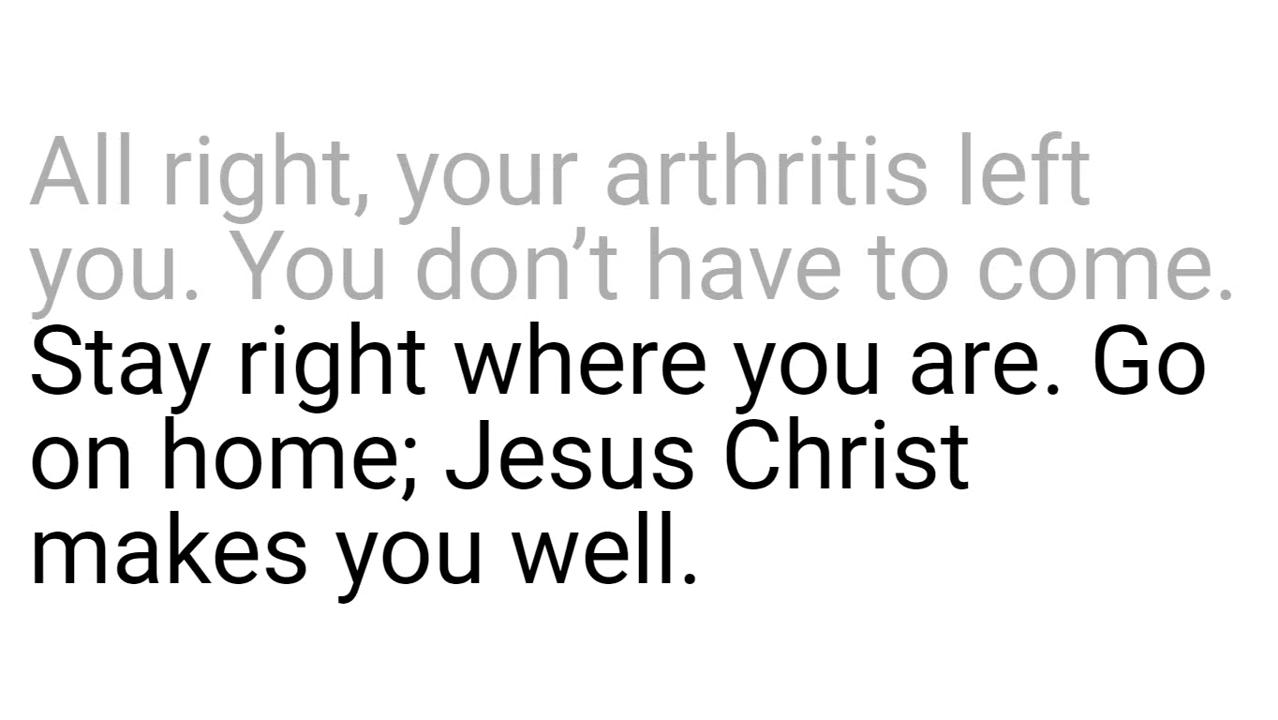 All right, your arthritis left
you. You don’t have to come.
Stay right where you are. Go
on home; Jesus Christ
makes you well.